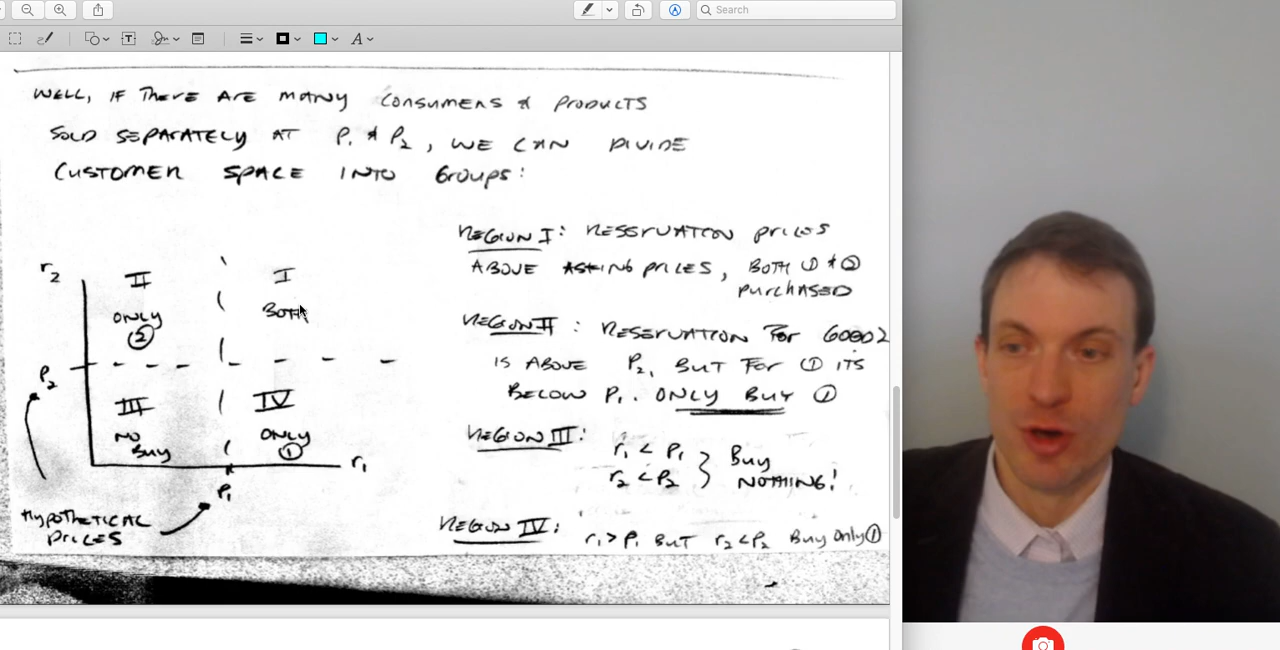 Search
WELL, IF THERE ARE MANY CONSUMERS & PRODUCTS
SOLD SEPARATELY AT P1 & P2, WE CAN DIVIDE
CUSTOMER SPACE INTO GROUPS:
r2
II
I
ONLY
②
BOTH
P2
III
IV
NO
BUY
ONLY
①
r1
P1
HYPOTHETICAL
PRICES
REGION I: RESERVATION PRICES
ABOVE ASKING PRICES, BOTH ① & ②
PURCHASED
REGION II: RESERVATION FOR GOOD 2
IS ABOVE P2, BUT FOR ① ITS
BELOW P1. ONLY BUY ①
REGION III:
r1 < P1
r2 < P2
} BUY
NOTHING!
REGION IV: r1 > P1 BUT r2 < P2 BUY ONLY ①